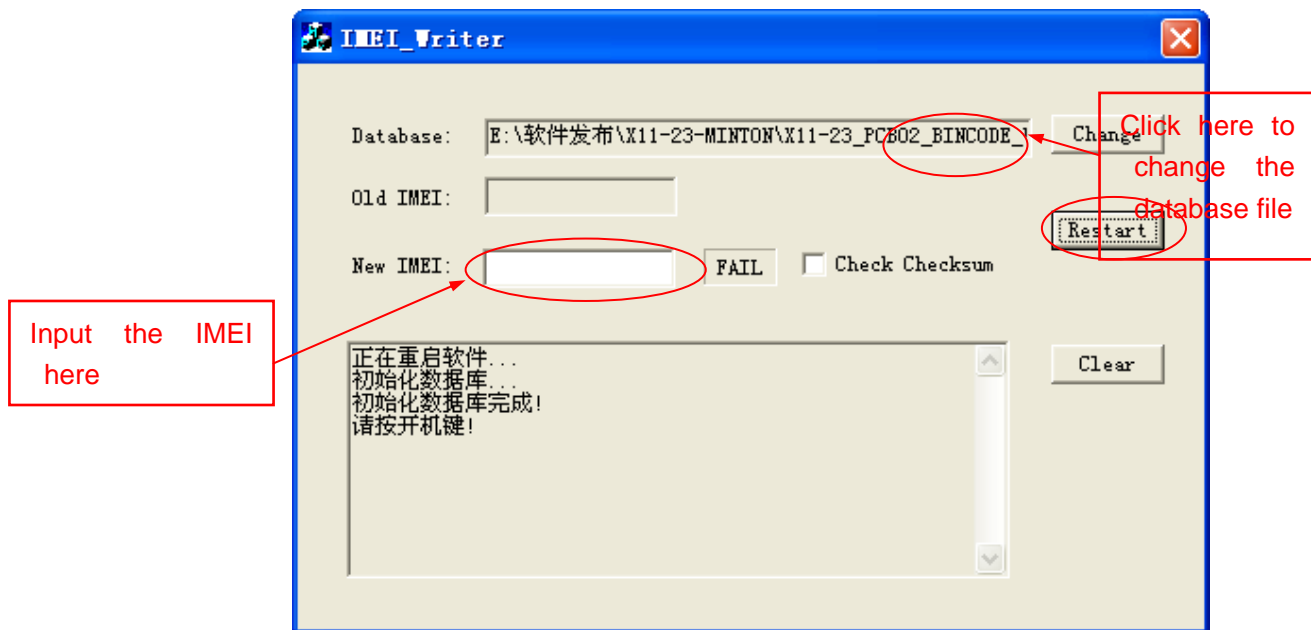 IMEI_Writer
Database:
E:\软件发布\X11-23-MINTON\X11-23_PCB02_BINCODE_
Change
Click here to
change the
database file
Old IMEI:
Restart
New IMEI:
FAIL
Check Checksum
Input the IMEI
here
正在重启软件...
初始化数据库...
初始化数据库完成!
请按开机键!
Clear